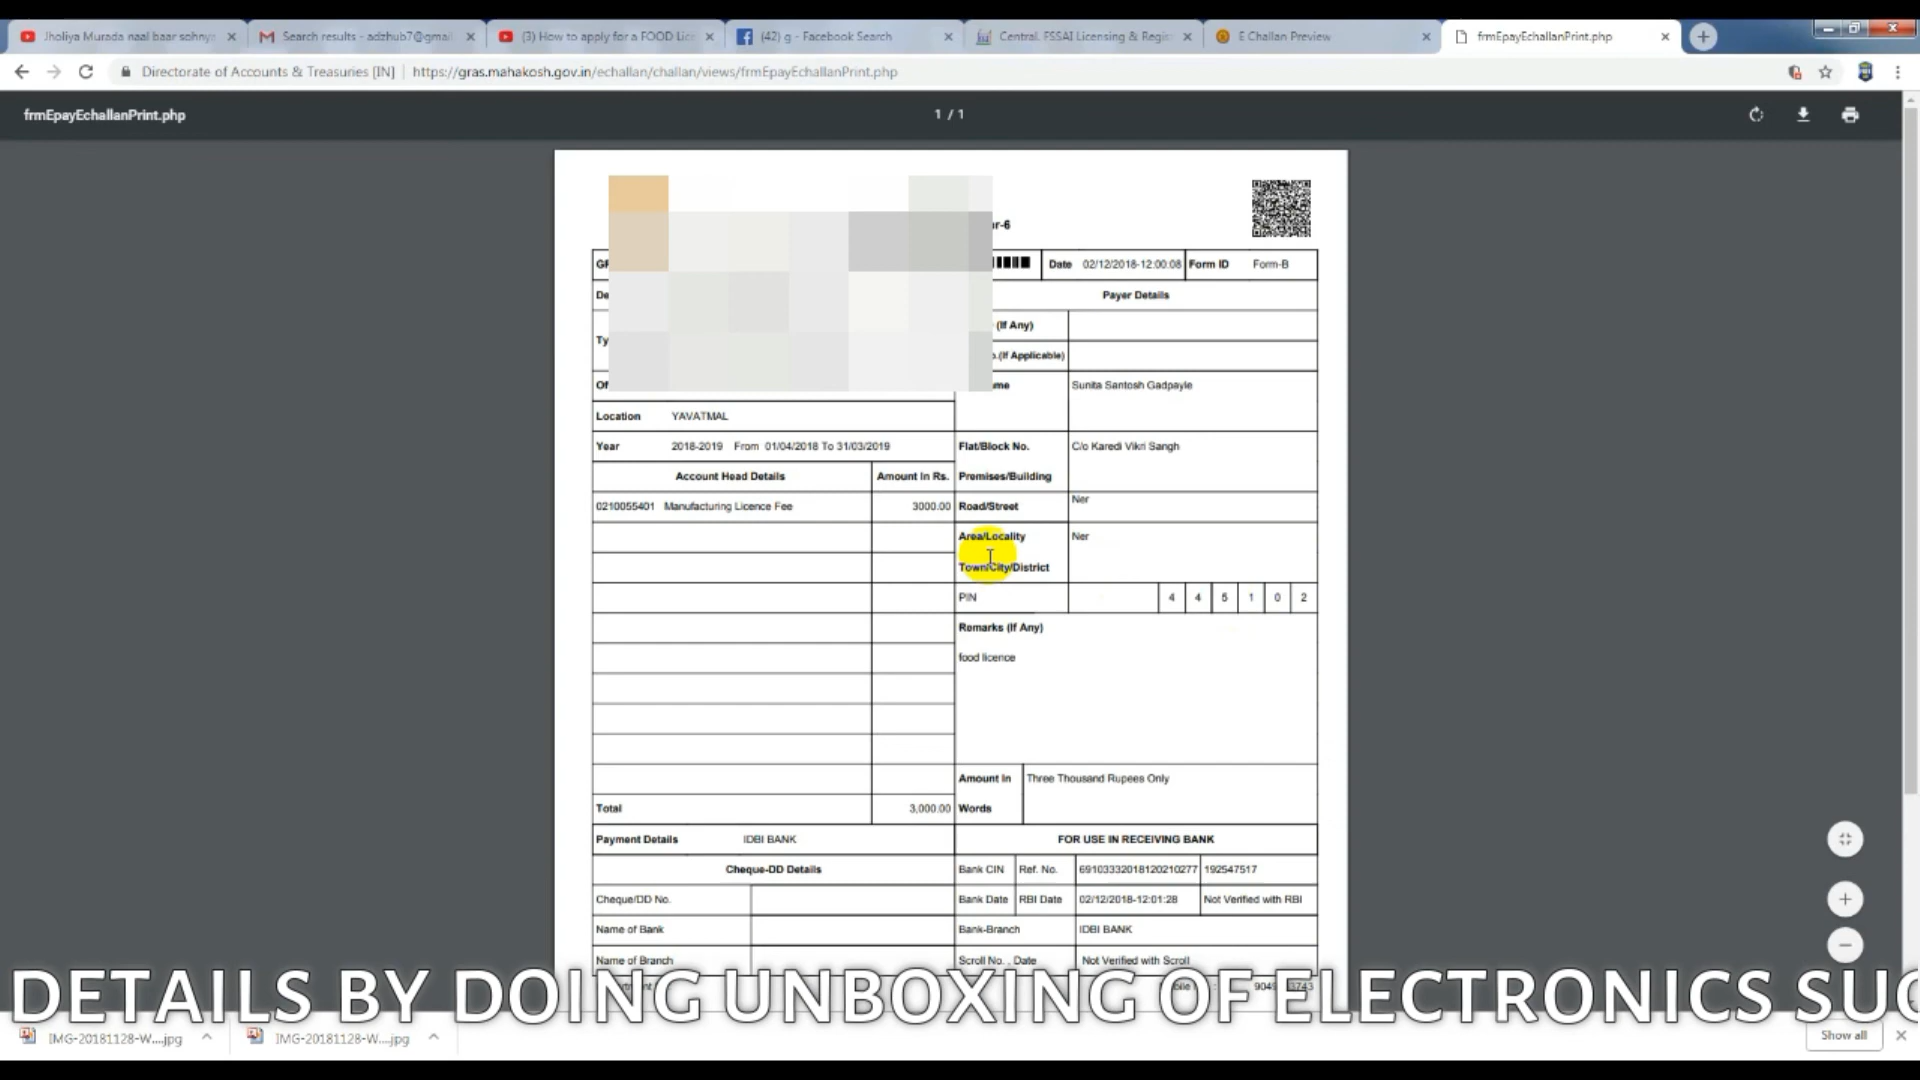 Jholiya Murada naal baar sohny
Search results - adzhub7@gmail
(3) How to apply for a FOOD Lice
(42) g - Facebook Search
Central. FSSAI Licensing & Regis
E Challan Preview
frmEpayEchallanPrint.php
Directorate of Accounts & Treasuries [IN] https://gras.mahakosh.gov.in/echallan/challan/views/frmEpayEchallanPrint.php
frmEpayEchallanPrint.php
1 / 1
r-6
GR
Date 02/12/2018-12:00:08 Form ID Form-B
De
Payer Details
(If Any)
Ty
.(If Applicable)
Of
me Sunita Santosh Gadpayle
Location YAVATMAL
Year 2018-2019 From 01/04/2018 To 31/03/2019
Flat/Block No. C/o Karedi Vikri Sangh
Account Head Details Amount In Rs.
Premises/Building
0210055401 Manufacturing Licence Fee 3000.00
Road/Street Ner
Area/Locality Ner
Town/City/District
PIN 4 4 5 1 0 2
Remarks (If Any)
food licence
Amount In Three Thousand Rupees Only
Total 3,000.00
Words
Payment Details IDBI BANK
FOR USE IN RECEIVING BANK
Cheque-DD Details
Bank CIN Ref. No. 69103332018120210277 192547517
Cheque/DD No.
Bank Date RBI Date 02/12/2018-12:01:28 Not Verified with RBI
Name of Bank
Bank-Branch IDBI BANK
Name of Branch
Scroll No. , Date Not Verified with Scroll
DETAILS BY DOING UNBOXING OF ELECTRONICS SUC
IMG-20181128-W....jpg
IMG-20181128-W....jpg
Show all